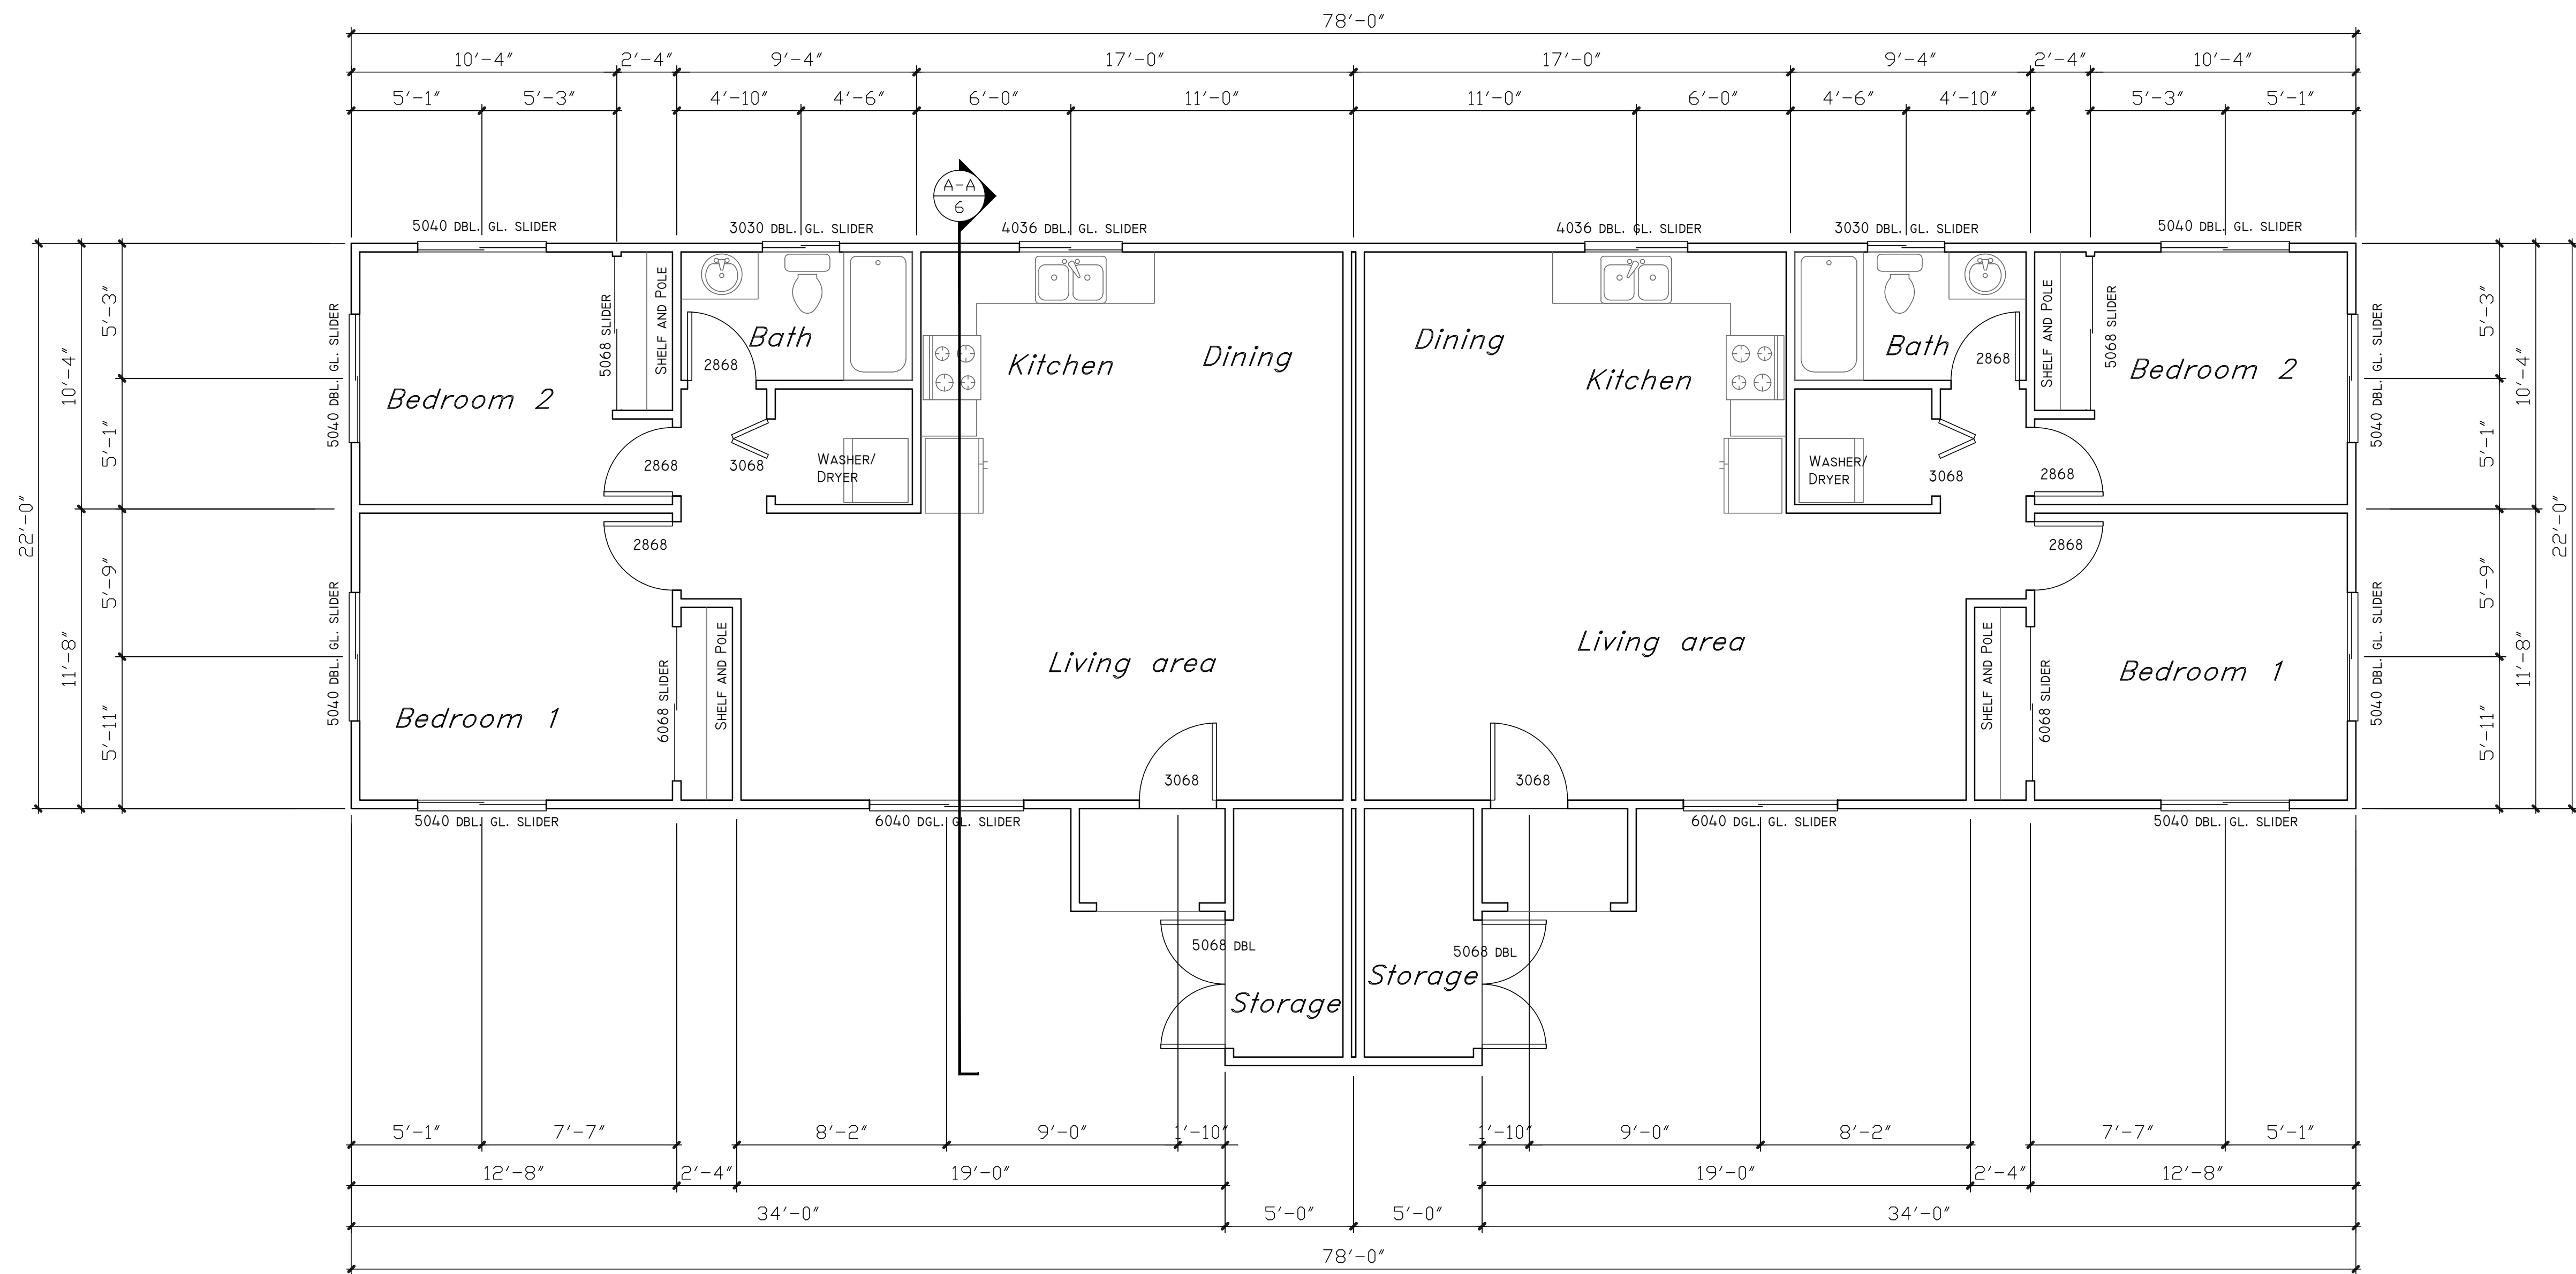 78'-0"
10'-4" 2'-4" 9'-4" 17'-0" 17'-0" 9'-4" 2'-4" 10'-4"
5'-1" 5'-3" 4'-10" 4'-6" 6'-0" 11'-0" 11'-0" 6'-0" 4'-6" 4'-10" 5'-3" 5'-1"
A-A
6
5040 DBL. GL. SLIDER
3030 DBL. GL. SLIDER
4036 DBL. GL. SLIDER
4036 DBL. GL. SLIDER
3030 DBL. GL. SLIDER
5040 DBL. GL. SLIDER
22'-0"
10'-4"
11'-8"
5'-3"
5'-1"
5'-9"
5'-11"
5040 DBL. GL. SLIDER
5040 DBL. GL. SLIDER
Bedroom 2
5068 SLIDER
SHELF AND POLE
Bath
2868
2868
3068
WASHER/
DRYER
2868
Kitchen
Dining
Bedroom 1
6068 SLIDER
SHELF AND POLE
Living area
3068
Dining
Kitchen
Bath
2868
SHELF AND POLE
5068 SLIDER
Bedroom 2
WASHER/
DRYER
3068
2868
2868
Living area
SHELF AND POLE
6068 SLIDER
Bedroom 1
3068
5040 DBL. GL. SLIDER
5040 DBL. GL. SLIDER
5'-3"
5'-1"
5'-9"
5'-11"
10'-4"
11'-8"
22'-0"
5040 DBL. GL. SLIDER
6040 DGL. GL. SLIDER
6040 DGL. GL. SLIDER
5040 DBL. GL. SLIDER
5068 DBL
5068 DBL
Storage
Storage
5'-1" 7'-7" 8'-2" 9'-0" 1'-10" 1'-10" 9'-0" 8'-2" 7'-7" 5'-1"
12'-8" 2'-4" 19'-0" 19'-0" 2'-4" 12'-8"
34'-0" 5'-0" 5'-0" 34'-0"
78'-0"